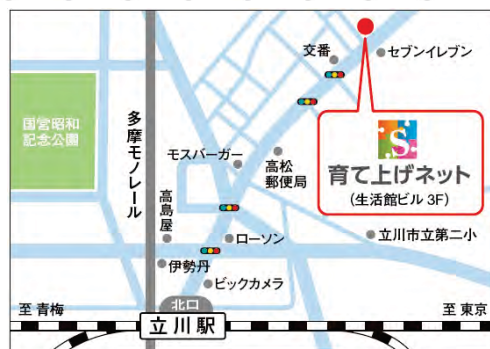 交番
セブンイレブン
国営昭和
記念公園
多摩モノレール
S
育て上げネット
(生活館ビル 3F)
モスバーガー
高松
郵便局
高島屋
ローソン
立川市立第二小
伊勢丹
ビックカメラ
至 青梅
北口
至 東京
立川駅